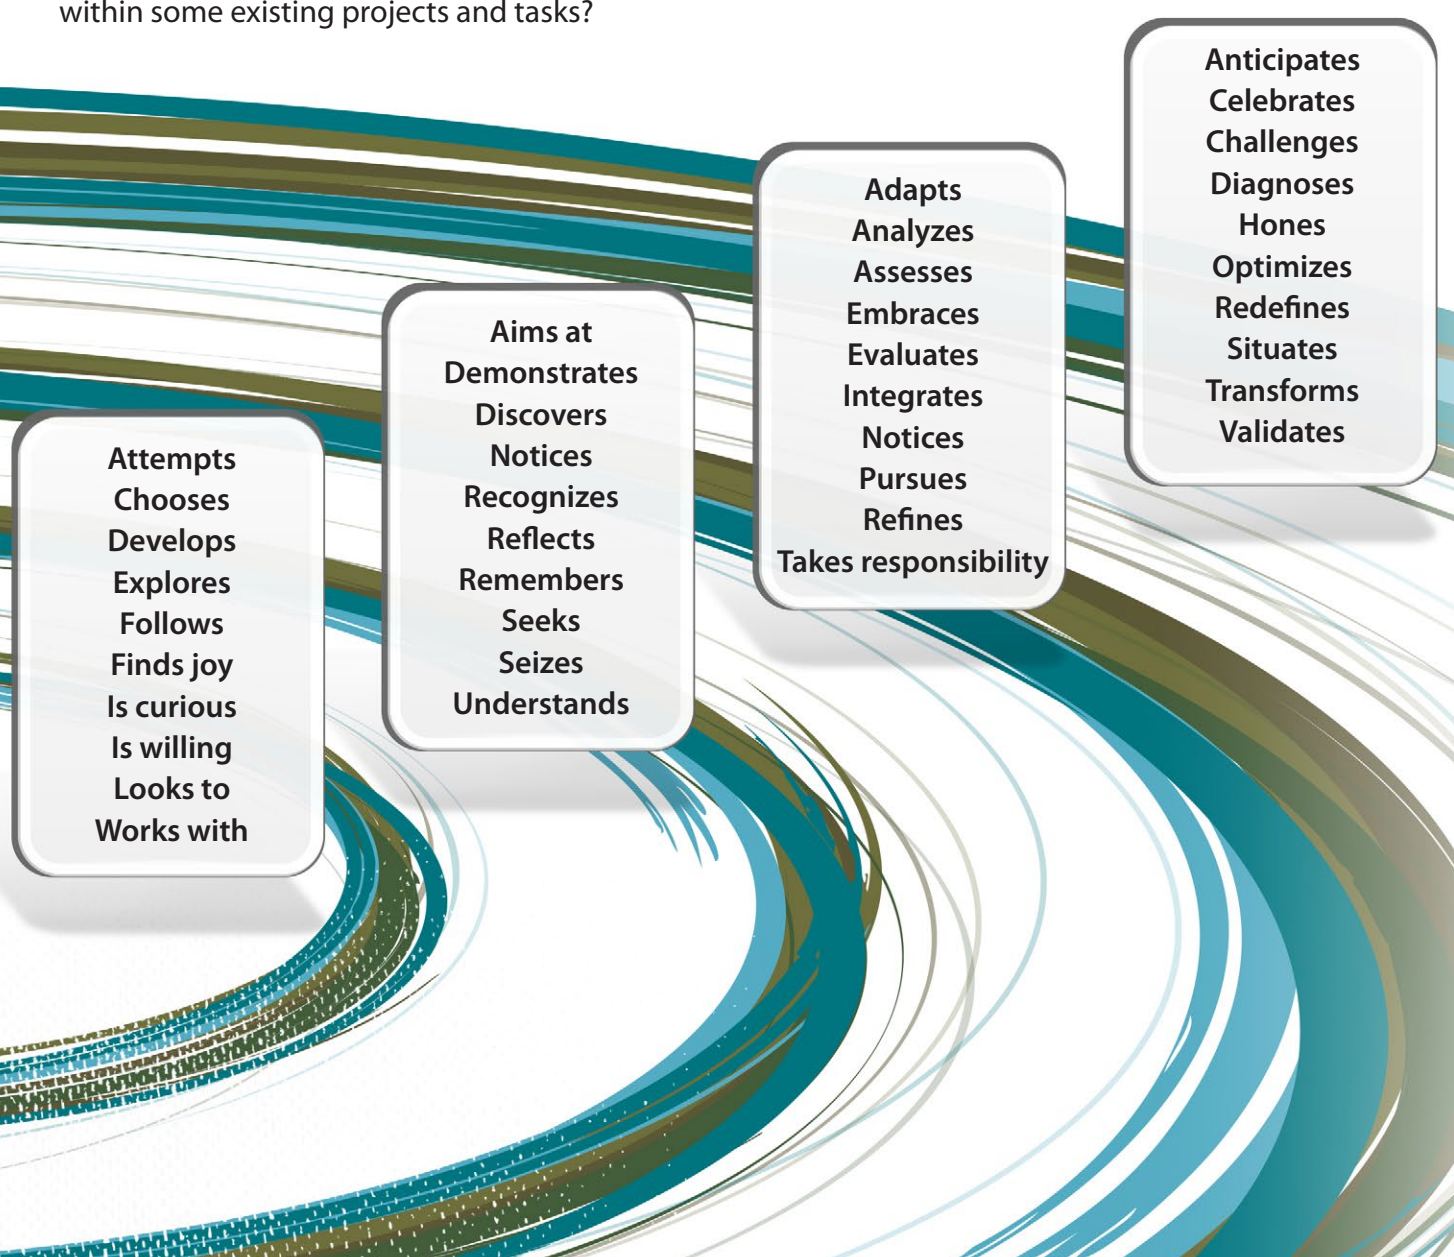 within some existing projects and tasks?
Attempts
Chooses
Develops
Explores
Follows
Finds joy
Is curious
Is willing
Looks to
Works with
Aims at
Demonstrates
Discovers
Notices
Recognizes
Reflects
Remembers
Seeks
Seizes
Understands
Adapts
Analyzes
Assesses
Embraces
Evaluates
Integrates
Notices
Pursues
Refines
Takes responsibility
Anticipates
Celebrates
Challenges
Diagnoses
Hones
Optimizes
Redefines
Situates
Transforms
Validates